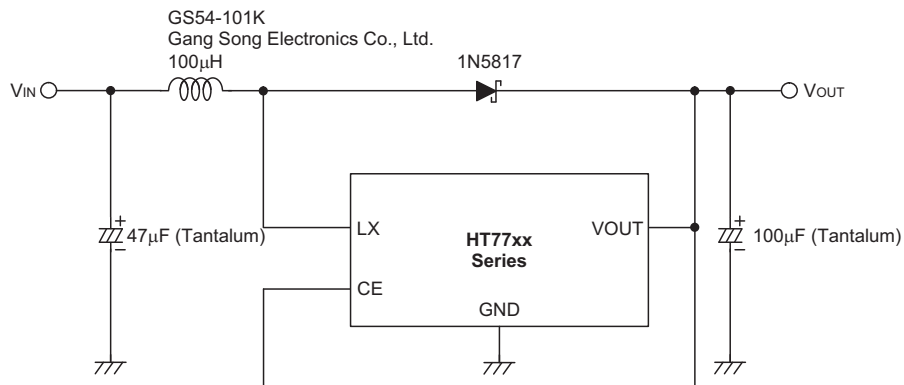 GS54-101K
Gang Song Electronics Co., Ltd.
100μH
1N5817
VIN
VOUT
+
47μF (Tantalum)
−
LX
HT77xx
Series
VOUT
CE
GND
+
100μF (Tantalum)
−